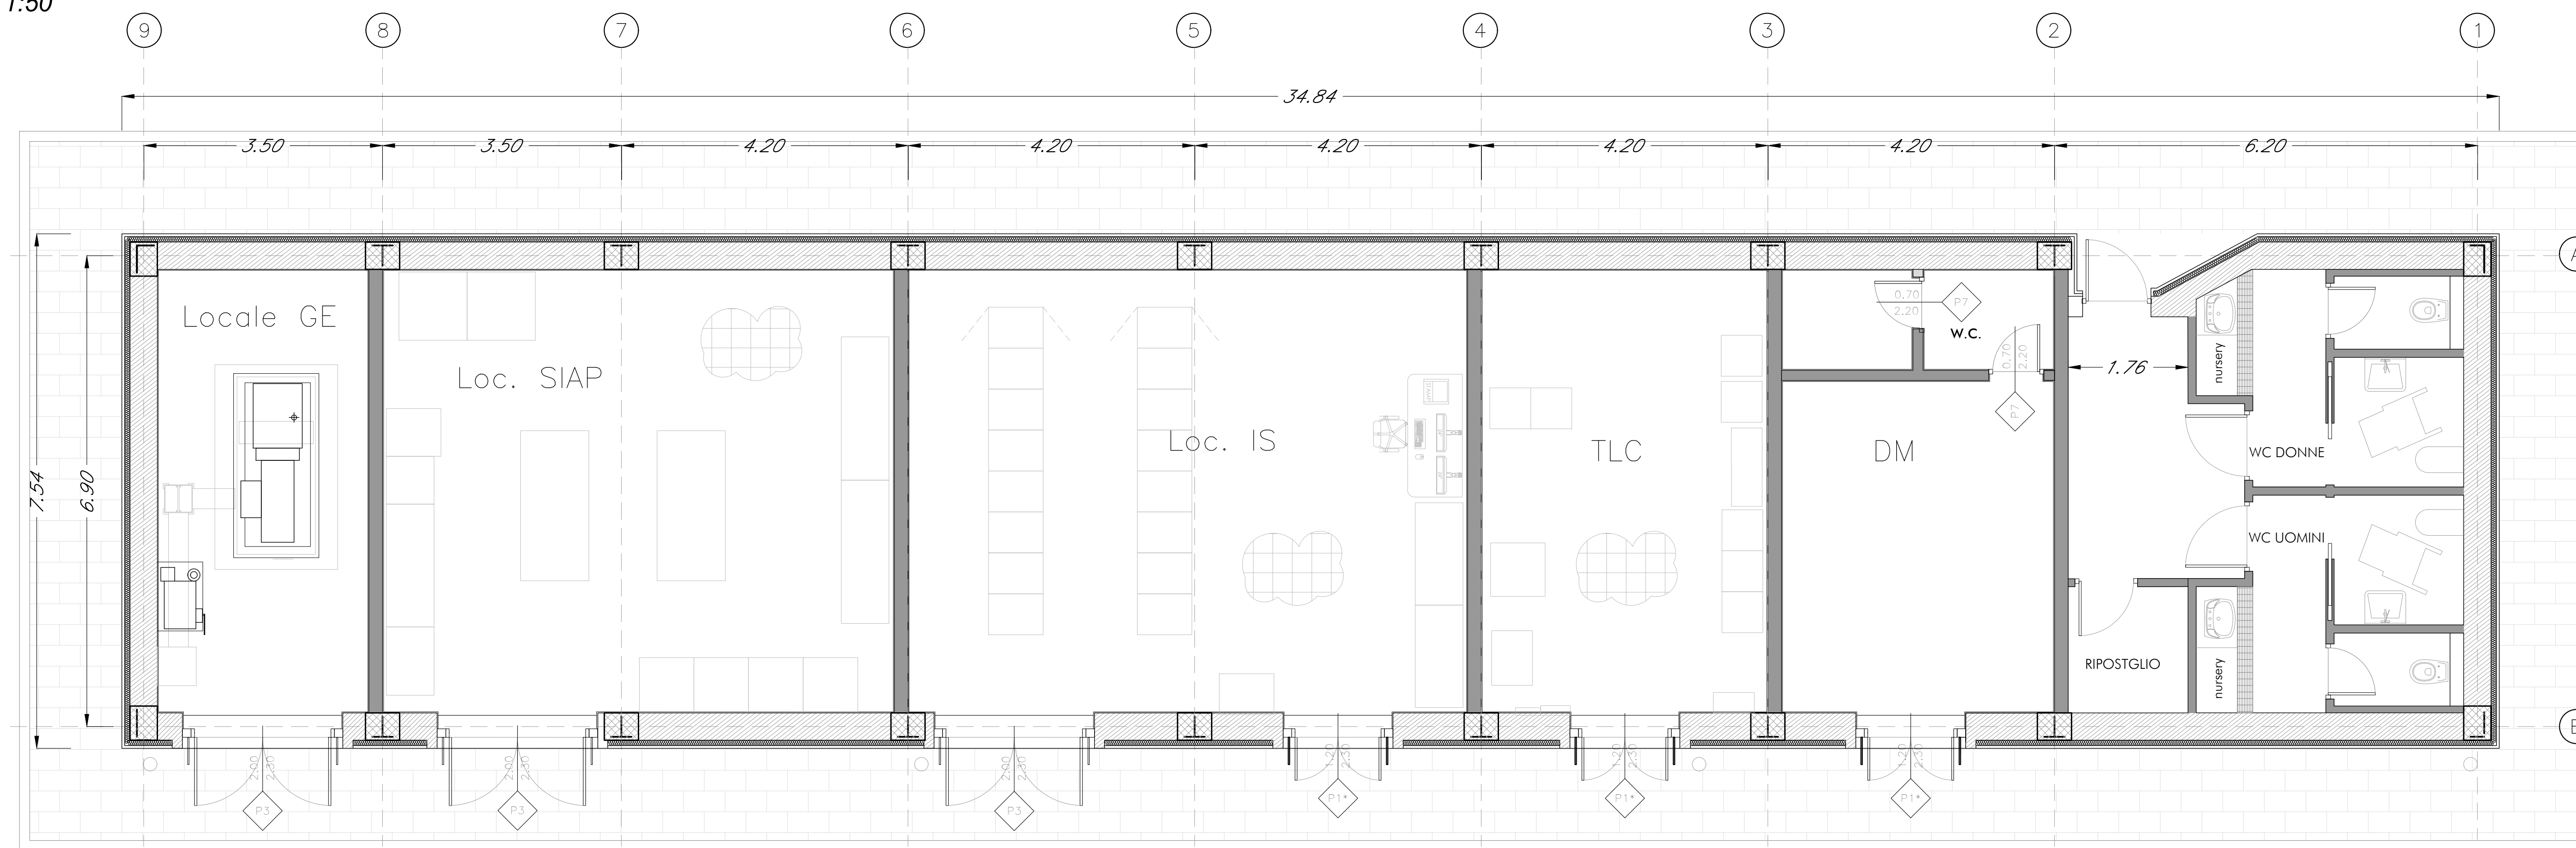 1:50
9 8 7 6 5 4 3 2 1
34.84
3.50 3.50 4.20 4.20 4.20 4.20 4.20 6.20
A
7.54
6.90
Locale GE
Loc. SIAP
Loc. IS
TLC
DM
0.70
2.20
P7
W.C.
0.70
2.20
P7
1.76
nursery
WC DONNE
WC UOMINI
RIPOSTGLIO
nursery
2.00
2.30
P3
2.00
2.30
P3
2.00
2.30
P3
1.20
2.30
P1*
1.20
2.30
P1*
1.20
2.30
P1*